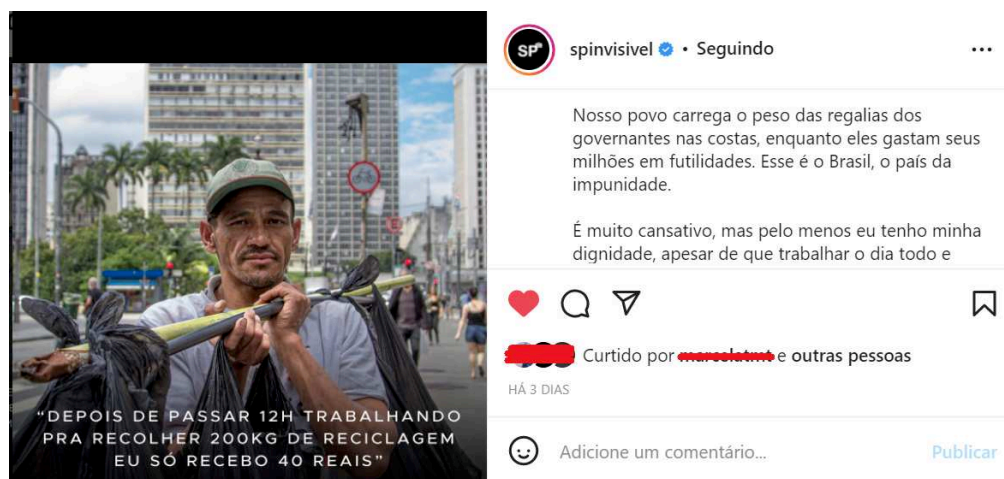 “DEPOIS DE PASSAR 12H TRABALHANDO
PRA RECOLHER 200KG DE RECICLAGEM
EU SÓ RECEBO 40 REAIS”
SP
spinvisivel • Seguindo
Nosso povo carrega o peso das regalias dos
governantes nas costas, enquanto eles gastam seus
milhões em futilidades. Esse é o Brasil, o país da
impunidade.
É muito cansativo, mas pelo menos eu tenho minha
dignidade, apesar de que trabalhar o dia todo e
Curtido por e outras pessoas
HÁ 3 DIAS
Adicione um comentário...
Publicar